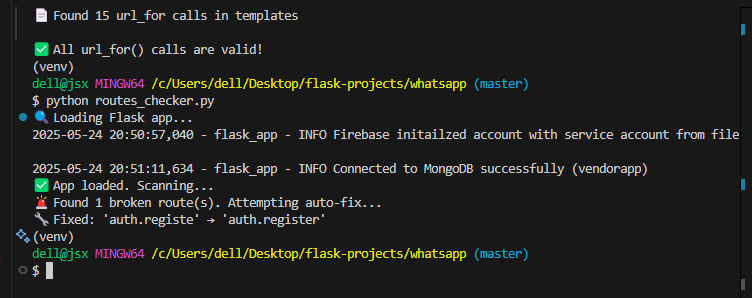 Found 15 url_for calls in templates
✅ All url_for() calls are valid!
(venv)
dell@jsx MINGW64 /c/Users/dell/Desktop/flask-projects/whatsapp (master)
$ python routes_checker.py
🔍 Loading Flask app...
2025-05-24 20:50:57,040 - flask_app - INFO Firebase initailzed account with service account from file
2025-05-24 20:51:11,634 - flask_app - INFO Connected to MongoDB successfully (vendorapp)
✅ App loaded. Scanning...
🚨 Found 1 broken route(s). Attempting auto-fix...
🔧 Fixed: 'auth.registe' → 'auth.register'
(venv)
dell@jsx MINGW64 /c/Users/dell/Desktop/flask-projects/whatsapp (master)
$